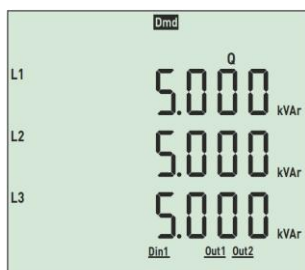 Dmd
Q
L1 5.000 kVAr
L2 5.000 kVAr
L3 5.000 kVAr
Din1 Out1 Out2